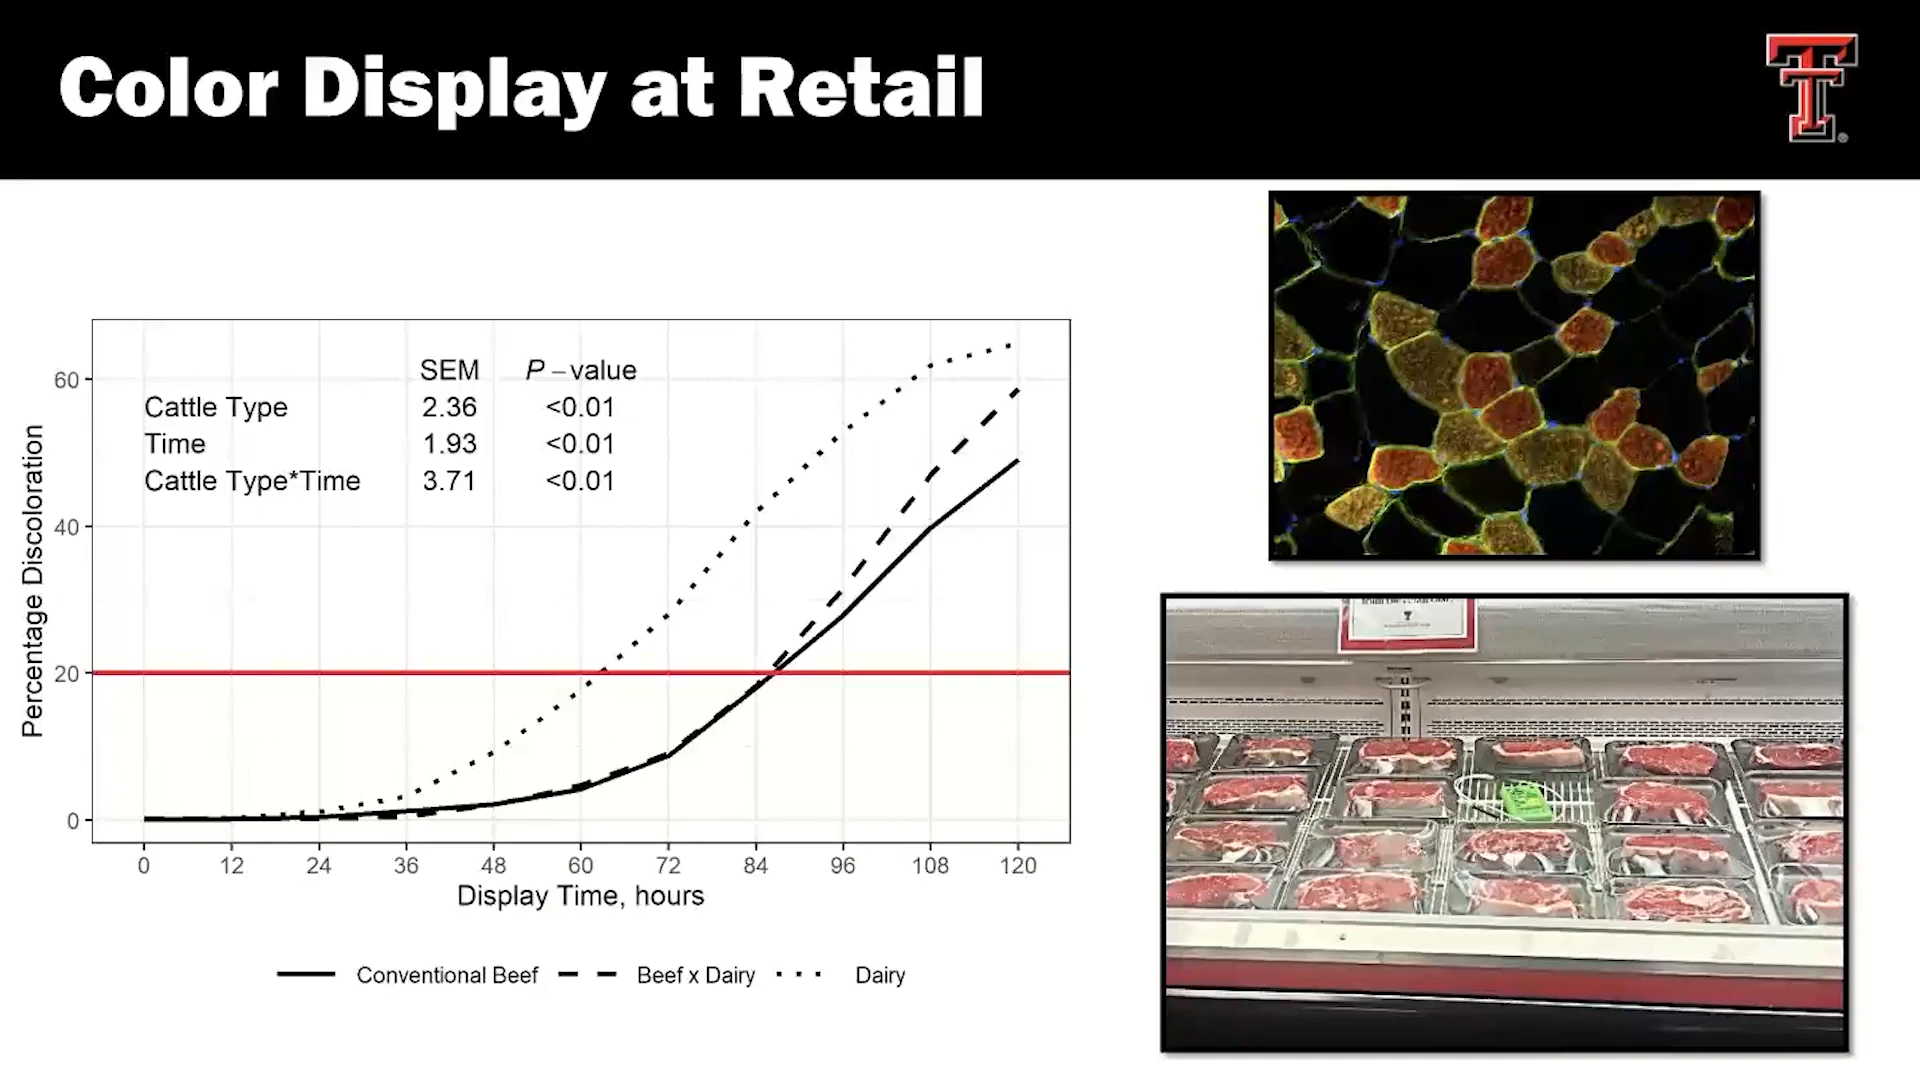 Color Display at Retail
SEM P – value
Cattle Type 2.36 <0.01
Time 1.93 <0.01
Cattle Type*Time 3.71 <0.01
Percentage Discoloration
60
40
20
0
0 12 24 36 48 60 72 84 96 108 120
Display Time, hours
Conventional Beef Beef x Dairy Dairy